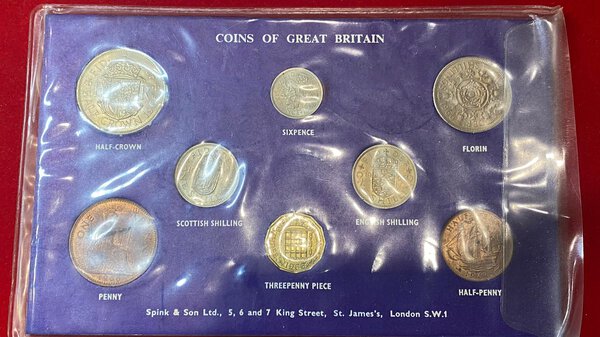 COINS OF GREAT BRITAIN
HALF-CROWN
SIXPENCE
FLORIN
SCOTTISH SHILLING
ENGLISH SHILLING
PENNY
THREEPENNY PIECE
HALF-PENNY
Spink & Son Ltd., 5, 6 and 7 King Street, St. James's, London S.W.1